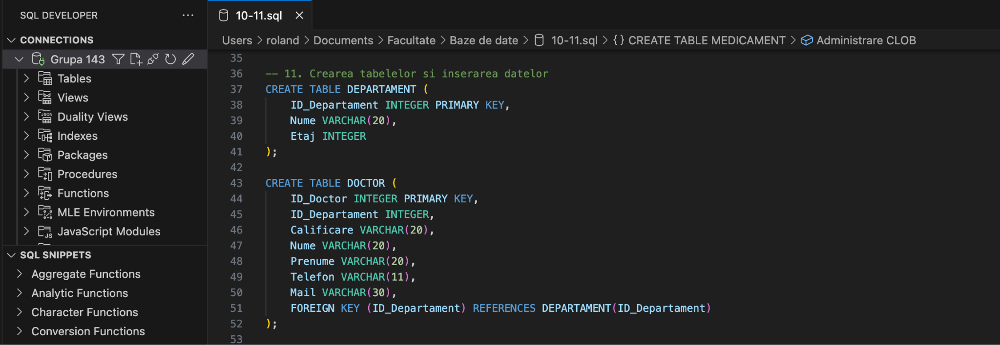 SQL DEVELOPER
CONNECTIONS
Grupa 143
Tables
Views
JSON
Duality Views
Indexes
Packages
Procedures
Functions
MLE Environments
JS
JavaScript Modules
SQL SNIPPETS
Aggregate Functions
Analytic Functions
Character Functions
Conversion Functions
10-11.sql
Users > roland > Documents > Facultate > Baze de date > 10-11.sql > {} CREATE TABLE MEDICAMENT > Administrare CLOB
35
36 -- 11. Crearea tabelelor si inserarea datelor
37 CREATE TABLE DEPARTAMENT (
38 ID_Departament INTEGER PRIMARY KEY,
39 Nume VARCHAR(20),
40 Etaj INTEGER
41 );
42
43 CREATE TABLE DOCTOR (
44 ID_Doctor INTEGER PRIMARY KEY,
45 ID_Departament INTEGER,
46 Calificare VARCHAR(20),
47 Nume VARCHAR(20),
48 Prenume VARCHAR(20),
49 Telefon VARCHAR(11),
50 Mail VARCHAR(30),
51 FOREIGN KEY (ID_Departament) REFERENCES DEPARTAMENT(ID_Departament)
52 );
53